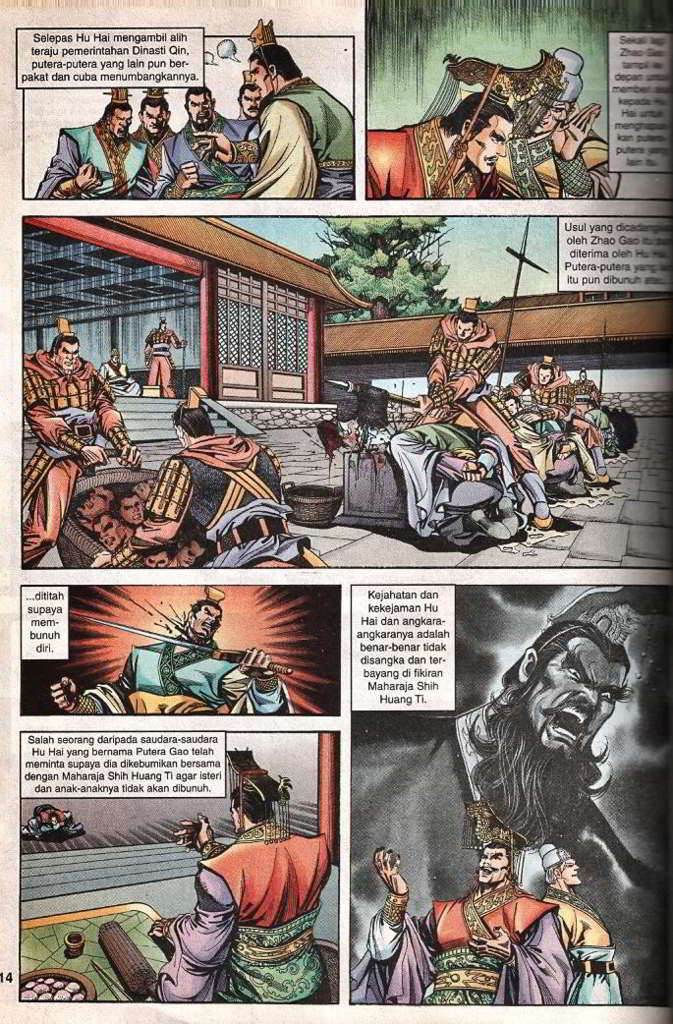 Selepas Hu Hai mengambil alih
teraju pemerintahan Dinasti Qin,
putera-putera yang lain pun ber-
pakat dan cuba menumbangkannya.
Sekali lagi
Zhao Gao
tampil ke
depan untuk
memberi
kepada Hu
Hai untuk
putera-
putera yang
lain itu.
Usul yang dicadangkan
oleh Zhao Gao itu
diterima oleh Hu Hai.
Putera-putera yang lain
itu pun dibunuh atau
...dititah
supaya
mem-
bunuh
diri.
Kejahatan dan
kekejaman Hu
Hai dan angkara-
angkaranya adalah
benar-benar tidak
disangka dan ter-
bayang di fikiran
Maharaja Shih
Huang Ti.
Salah seorang daripada saudara-saudara
Hu Hai yang bernama Putera Gao telah
meminta supaya dia dikebumikan bersama
dengan Maharaja Shih Huang Ti agar isteri
dan anak-anaknya tidak akan dibunuh.
14